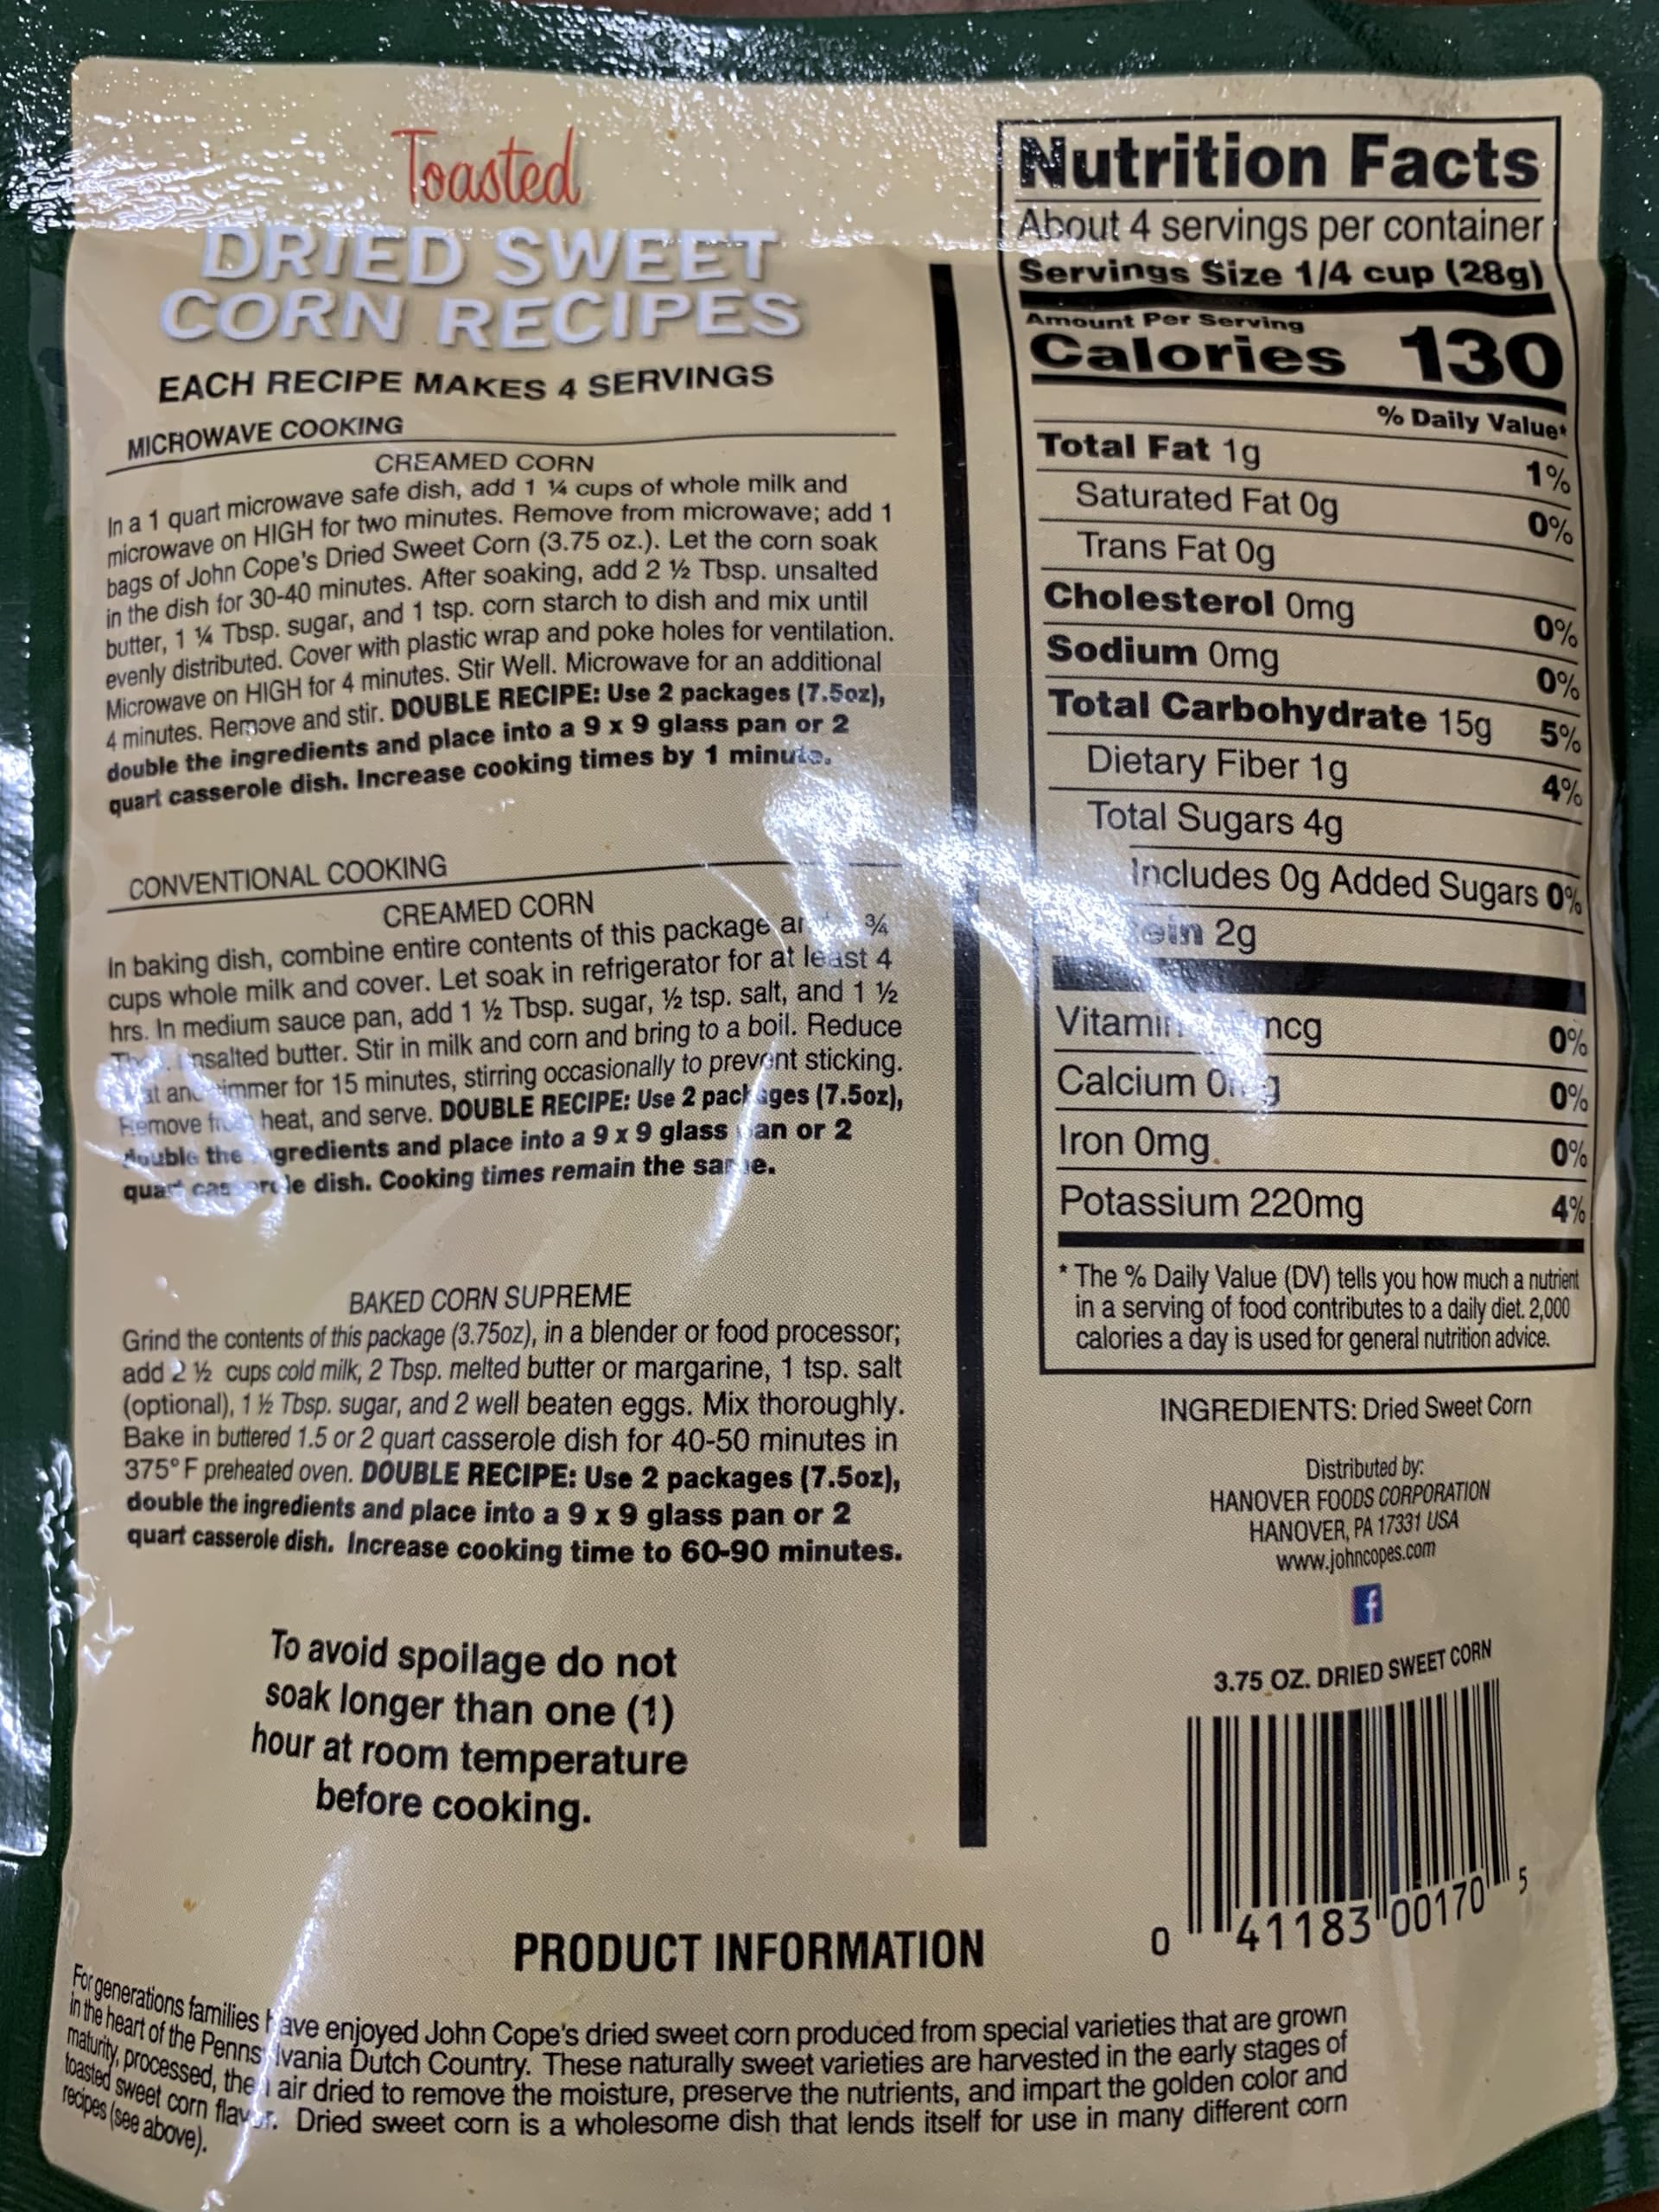 Toasted
DRIED SWEET
CORN RECIPES
EACH RECIPE MAKES 4 SERVINGS
MICROWAVE COOKING
CREAMED CORN
In a 1 quart microwave safe dish, add 1 ¼ cups of whole milk and
microwave on HIGH for two minutes. Remove from microwave; add 1
bags of John Cope's Dried Sweet Corn (3.75 oz.). Let the corn soak
in the dish for 30-40 minutes. After soaking, add 2 ½ Tbsp. unsalted
butter, 1 ¼ Tbsp. sugar, and 1 tsp. corn starch to dish and mix until
evenly distributed. Cover with plastic wrap and poke holes for ventilation.
Microwave on HIGH for 4 minutes. Stir Well. Microwave for an additional
4 minutes. Remove and stir. DOUBLE RECIPE: Use 2 packages (7.5oz),
double the ingredients and place into a 9 x 9 glass pan or 2
quart casserole dish. Increase cooking times by 1 minute.
CONVENTIONAL COOKING
CREAMED CORN
In baking dish, combine entire contents of this package ¾
cups whole milk and cover. Let soak in refrigerator for at least 4
hrs. In medium sauce pan, add 1 ½ Tbsp. sugar, ½ tsp. salt, and 1 ½
unsalted butter. Stir in milk and corn and bring to a boil. Reduce
simmer for 15 minutes, stirring occasionally to prevent sticking.
Remove from heat, and serve. DOUBLE RECIPE: Use 2 packages (7.5oz),
double the ingredients and place into a 9 x 9 glass pan or 2
quart casserole dish. Cooking times remain the same.
BAKED CORN SUPREME
Grind the contents of this package (3.75oz), in a blender or food processor;
add 2 ½ cups cold milk, 2 Tbsp. melted butter or margarine, 1 tsp. salt
(optional), 1 ½ Tbsp. sugar, and 2 well beaten eggs. Mix thoroughly.
Bake in buttered 1.5 or 2 quart casserole dish for 40-50 minutes in
375° F preheated oven. DOUBLE RECIPE: Use 2 packages (7.5oz),
double the ingredients and place into a 9 x 9 glass pan or 2
quart casserole dish. Increase cooking time to 60-90 minutes.
To avoid spoilage do not
soak longer than one (1)
hour at room temperature
before cooking.
Nutrition Facts
About 4 servings per container
Servings Size 1/4 cup (28g)
Amount Per Serving
Calories 130
% Daily Value*
Total Fat 1g 1%
Saturated Fat 0g 0%
Trans Fat 0g
Cholesterol 0mg 0%
Sodium 0mg 0%
Total Carbohydrate 15g 5%
Dietary Fiber 1g 4%
Total Sugars 4g
Includes 0g Added Sugars 0%
2g
Vitamin mcg 0%
Calcium 0mg 0%
Iron 0mg. 0%
Potassium 220mg 4%
* The % Daily Value (DV) tells you how much a nutrient
in a serving of food contributes to a daily diet. 2,000
calories a day is used for general nutrition advice.
INGREDIENTS: Dried Sweet Corn
Distributed by:
HANOVER FOODS CORPORATION
HANOVER, PA 17331 USA
www.johncopes.com
f
3.75 OZ. DRIED SWEET CORN
0 41183 00170 5
PRODUCT INFORMATION
For generations families have enjoyed John Cope's dried sweet corn produced from special varieties that are grown
in the heart of the Pennsylvania Dutch Country. These naturally sweet varieties are harvested in the early stages of
maturity, processed, then air dried to remove the moisture, preserve the nutrients, and impart the golden color and
toasted sweet corn flavor. Dried sweet corn is a wholesome dish that lends itself for use in many different corn
recipes (see above).